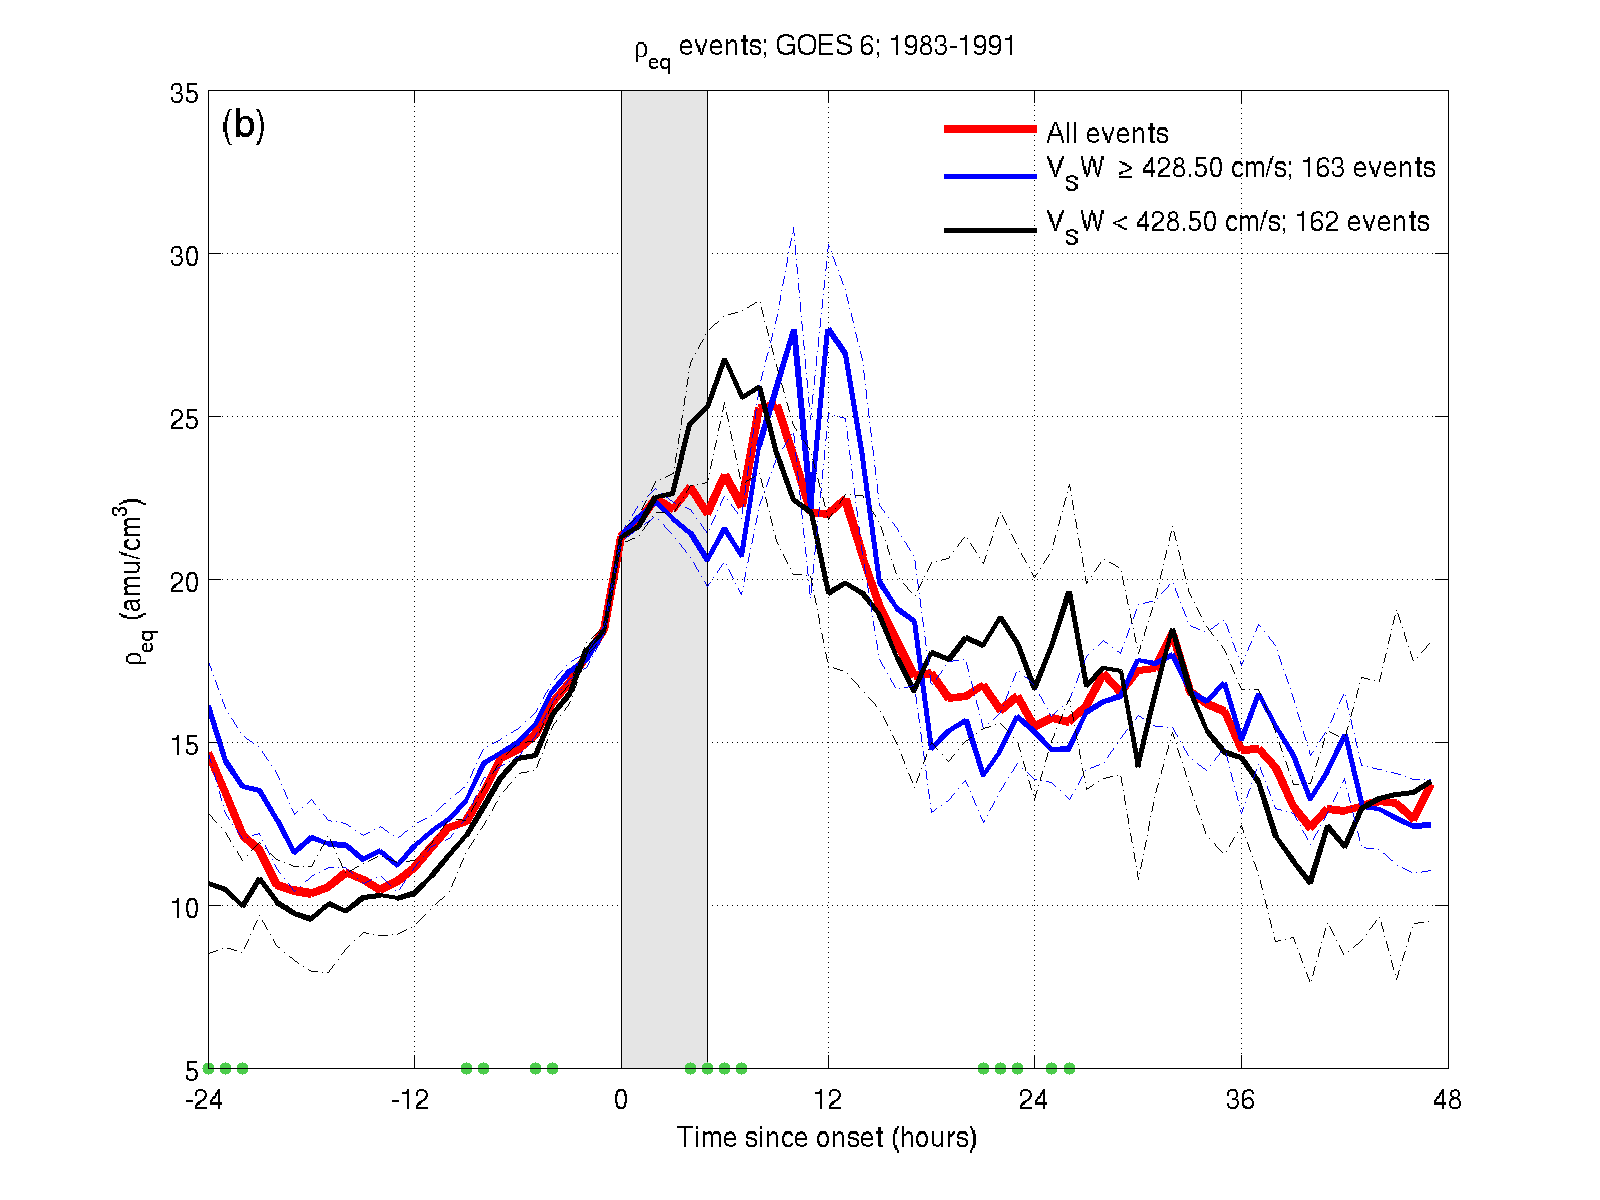 ρeq events; GOES 6; 1983-1991
(b)
All events
VSW ≥ 428.50 cm/s; 163 events
VSW < 428.50 cm/s; 162 events
35
30
25
20
15
10
5
ρeq (amu/cm³)
-24 -12 0 12 24 36 48
Time since onset (hours)